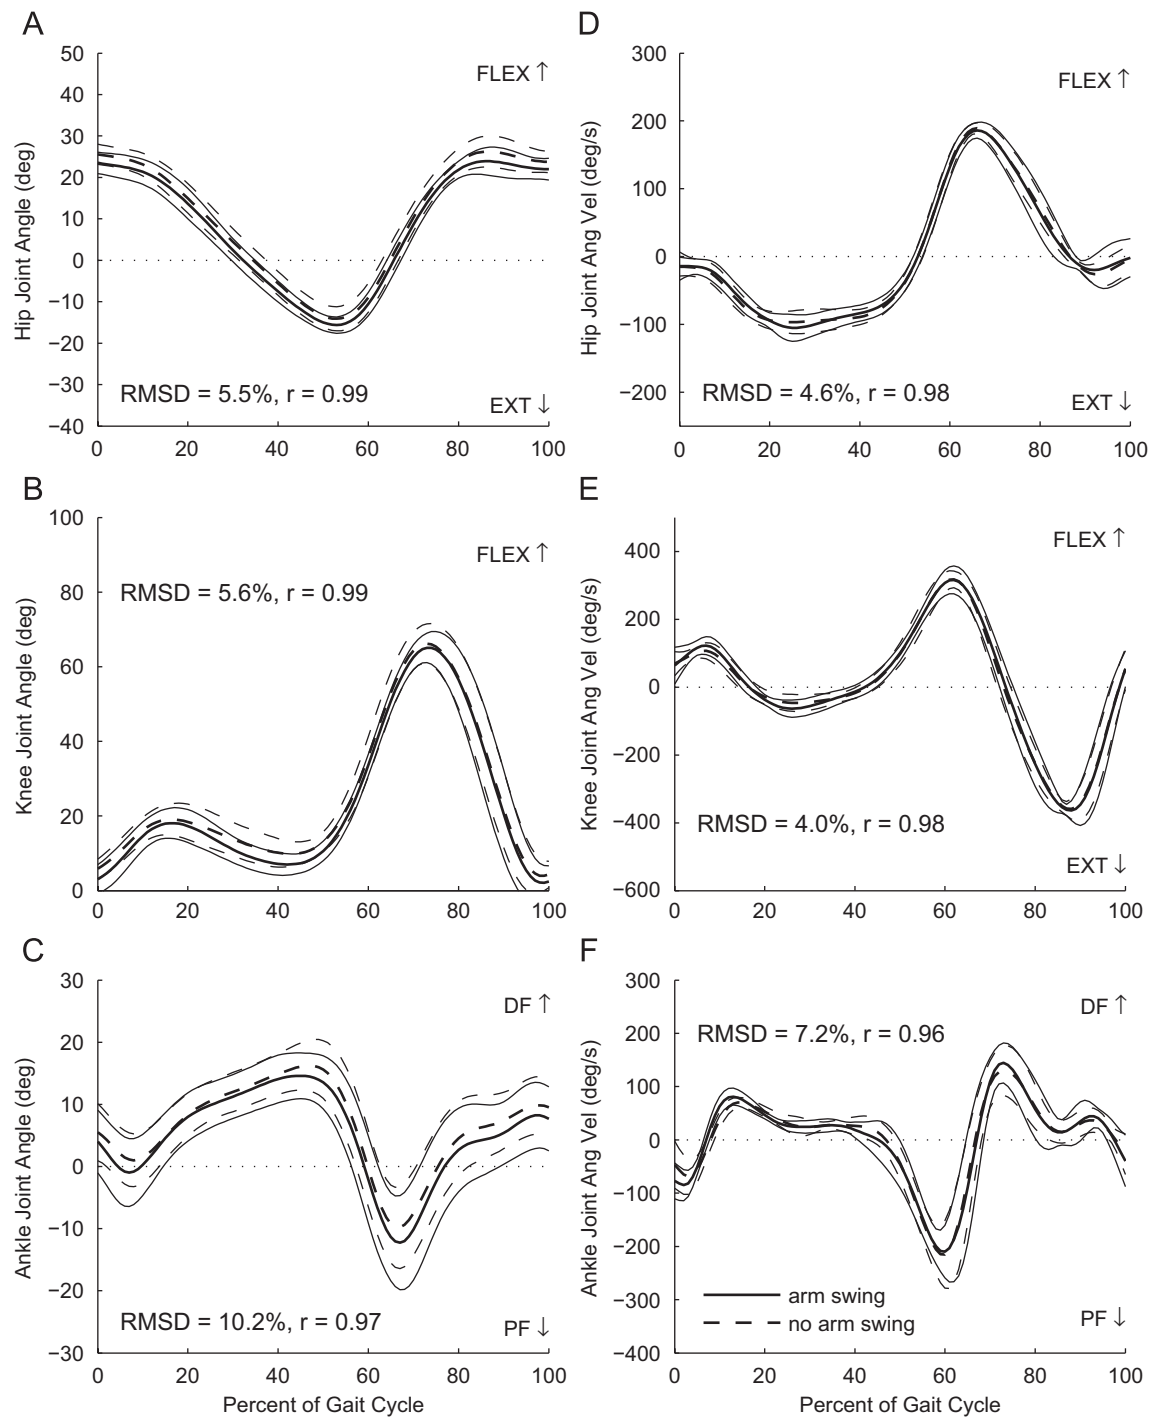 A
50
40
30
20
10
0
−10
−20
−30
−40
Hip Joint Angle (deg)
FLEX ↑
RMSD = 5.5%, r = 0.99
EXT ↓
0 20 40 60 80 100
D
300
200
100
0
−100
−200
Hip Joint Ang Vel (deg/s)
FLEX ↑
RMSD = 4.6%, r = 0.98
EXT ↓
0 20 40 60 80 100
B
100
80
60
40
20
0
Knee Joint Angle (deg)
FLEX ↑
RMSD = 5.6%, r = 0.99
0 20 40 60 80 100
E
400
200
0
−200
−400
−600
Knee Joint Ang Vel (deg/s)
FLEX ↑
RMSD = 4.0%, r = 0.98
EXT ↓
0 20 40 60 80 100
C
30
20
10
0
−10
−20
−30
Ankle Joint Angle (deg)
DF ↑
RMSD = 10.2%, r = 0.97
PF ↓
0 20 40 60 80 100
Percent of Gait Cycle
F
300
200
100
0
−100
−200
−300
−400
Ankle Joint Ang Vel (deg/s)
DF ↑
RMSD = 7.2%, r = 0.96
arm swing
no arm swing
PF ↓
0 20 40 60 80 100
Percent of Gait Cycle